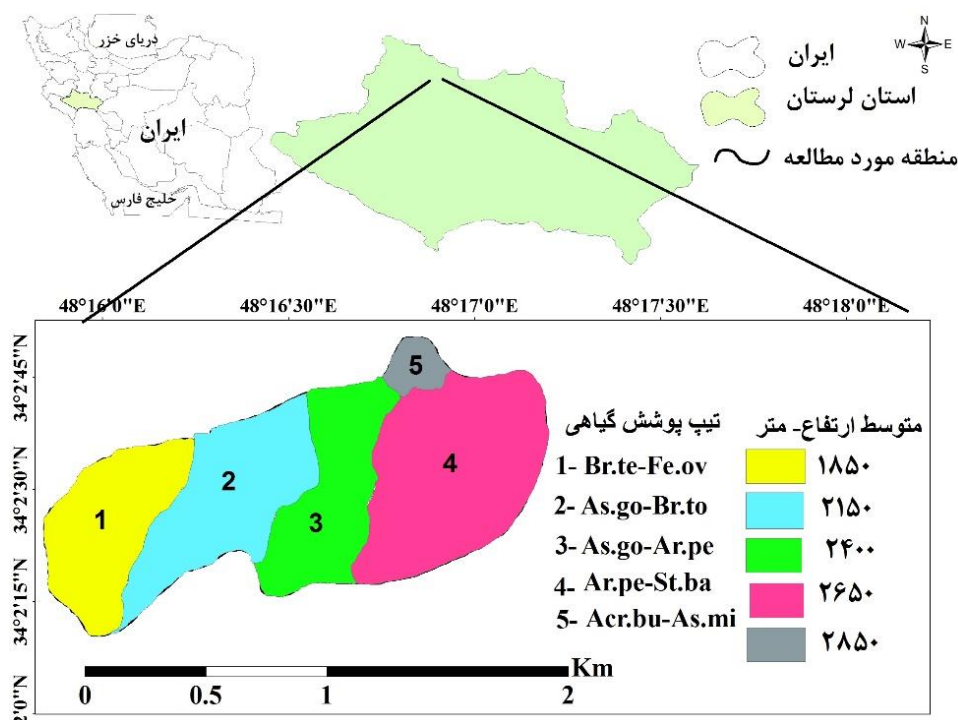 دریای خزر
ایران
خلیج فارس
N
W E
S
ایران
استان لرستان
منطقه مورد مطالعه
48°16'0"E 48°16'30"E 48°17'0"E 48°17'30"E 48°18'0"E
34°2'45"N
34°2'30"N
34°2'15"N
2'0"N
1
2
3
4
5
تیپ پوشش گیاهی متوسط ارتفاع- متر
1- Br.te-Fe.ov ۱۸۵۰
2- As.go-Br.to ۲۱۵۰
3- As.go-Ar.pe ۲۴۰۰
4- Ar.pe-St.ba ۲۶۵۰
5- Acr.bu-As.mi ۲۸۵۰
Km
0 0.5 1 2